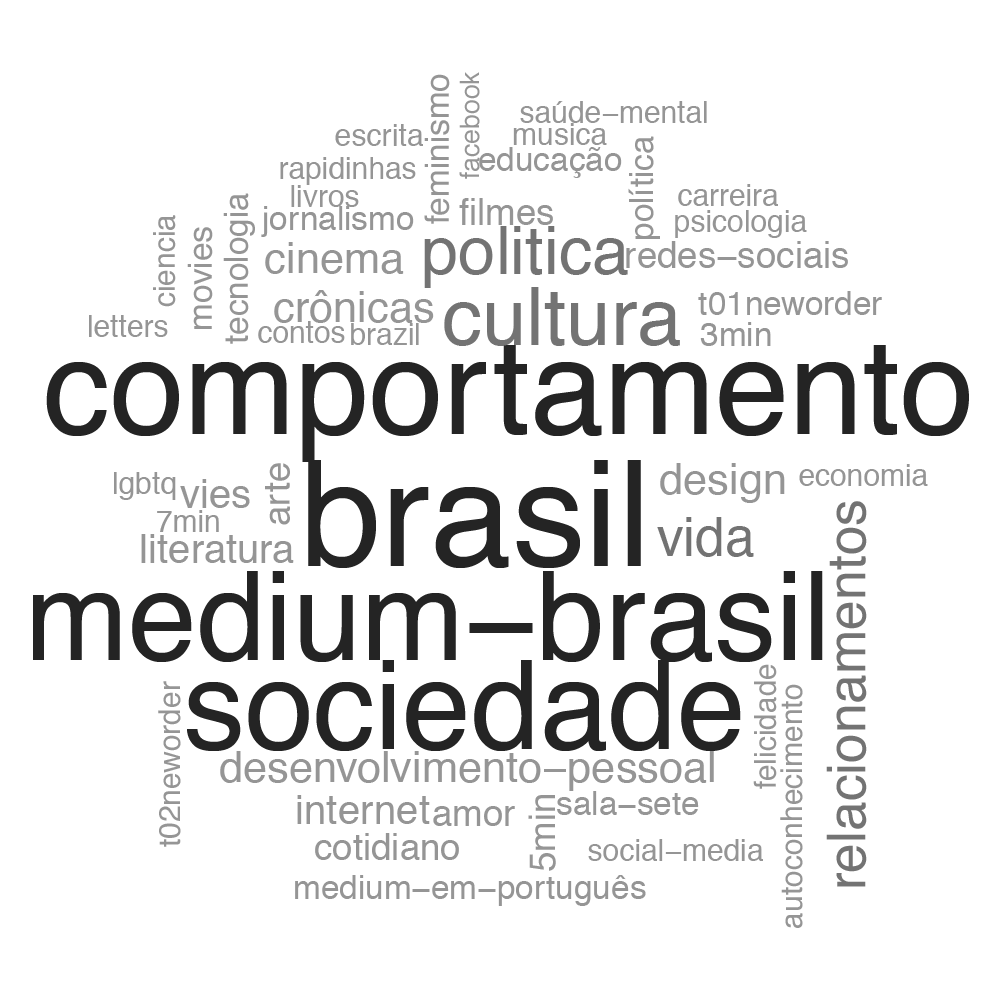 feminismo
facebook
saúde-mental
escrita
musica
educação
rapidinhas
política
livros
carreira
tecnologia
jornalismo
filmes
psicologia
ciencia
movies
cinema
politica
redes-sociais
crônicas
cultura
t01neworder
letters
contos
brazil
3min
comportamento
lgbtq
vies
arte
brasil
design
economia
7min
vida
literatura
relacionamentos
medium-brasil
sociedade
t02neworder
felicidade
autoconhecimento
desenvolvimento-pessoal
internet
amor
5min
sala-sete
cotidiano
social-media
medium-em-português